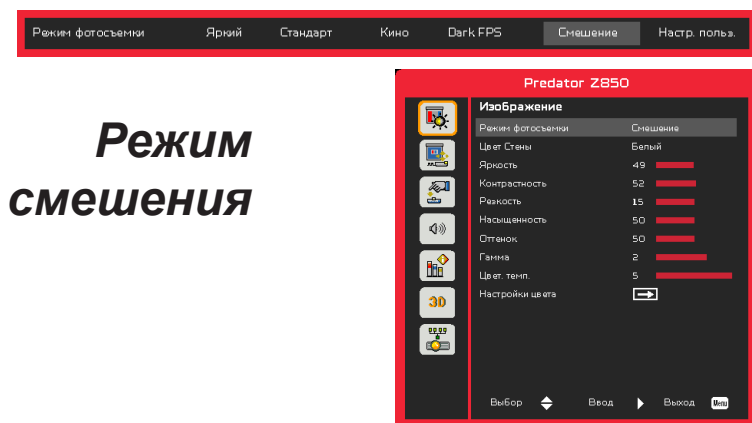 Режим фотосъемки Яркий Стандарт Кино Dark FPS Смешение Настр. польз.
Режим
смешения
Predator Z850
Изображение
Режим фотосъемки Смешение
Цвет Стены Белый
Яркость 49
Контрастность 52
Резкость 15
Насыщенность 50
Оттенок 50
Гамма 2
Цвет. темп. 5
Настройки цвета
3D
Выбор Ввод Выход Menu